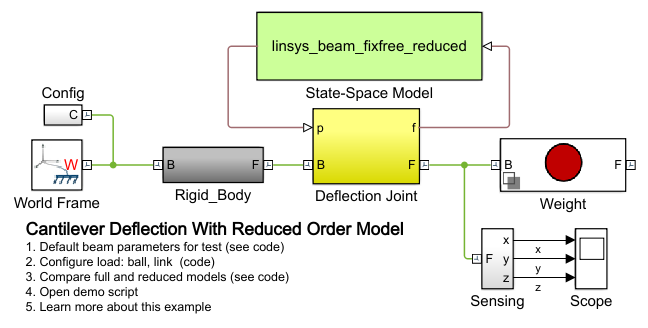 linsys_beam_fixfree_reduced
State-Space Model
Config
C
p
f
W
B
F
B
F
B
F
World Frame
Rigid_Body
Deflection Joint
Weight
Cantilever Deflection With Reduced Order Model
1. Default beam parameters for test (see code)
2. Configure load: ball, link (code)
3. Compare full and reduced models (see code)
4. Open demo script
5. Learn more about this example
F
x
y
z
x
y
z
Sensing
Scope